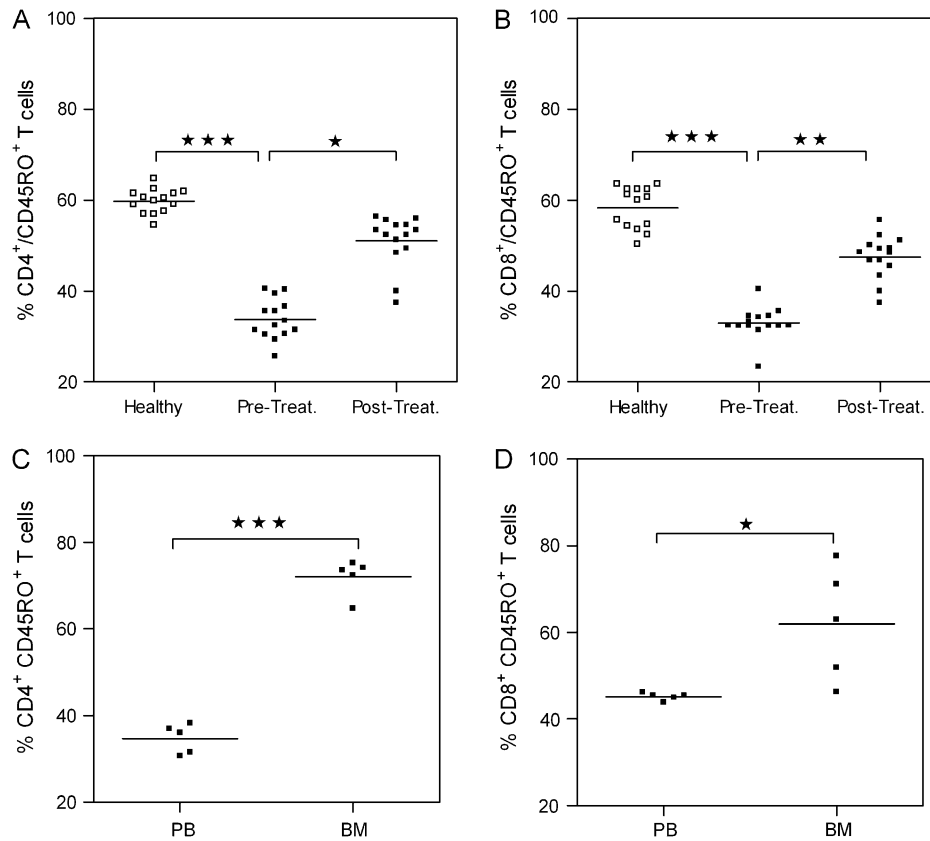 A
% CD4⁺/CD45RO⁺ T cells
100
80
60
40
20
★★★
★
Healthy
Pre-Treat.
Post-Treat.
B
% CD8⁺/CD45RO⁺ T cells
100
80
60
40
20
★★★
★★
Healthy
Pre-Treat.
Post-Treat.
C
% CD4⁺ CD45RO⁺ T cells
100
80
60
40
20
★★★
PB
BM
D
% CD8⁺ CD45RO⁺ T cells
100
80
60
40
20
★
PB
BM